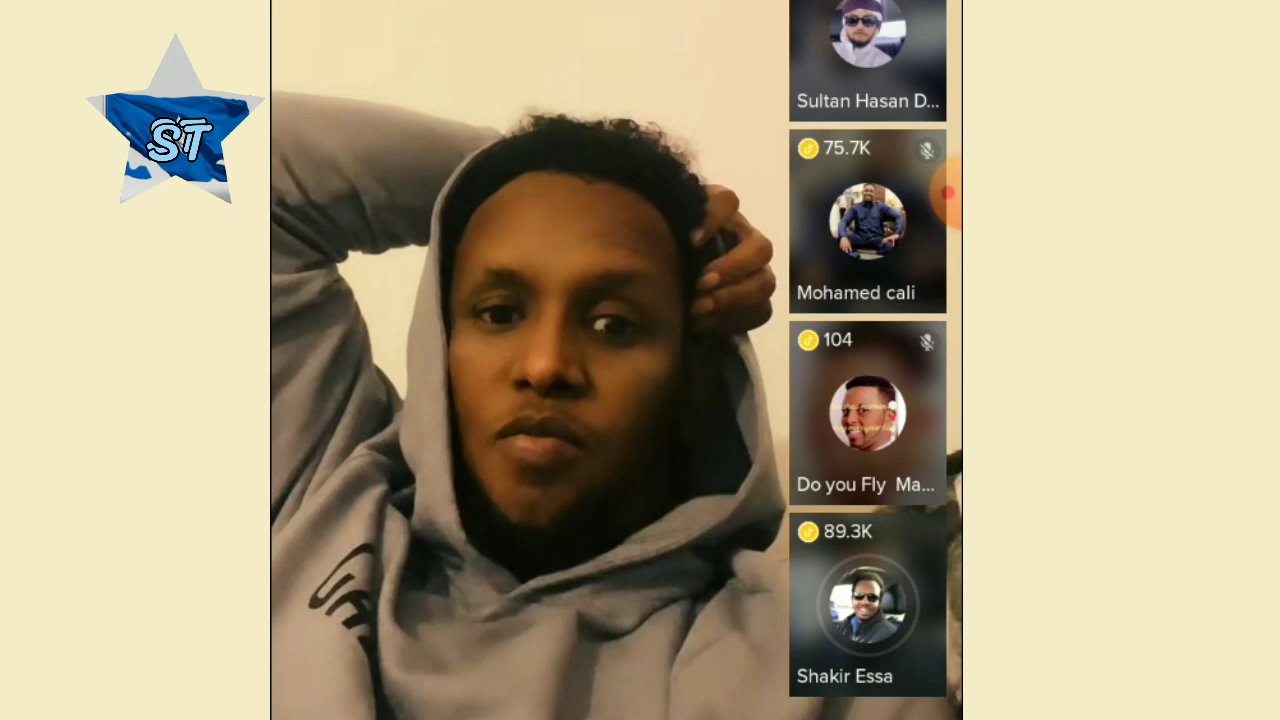 ST
Sultan Hasan D...
75.7K
Mohamed cali
104
Do you Fly Ma...
89.3K
Shakir Essa